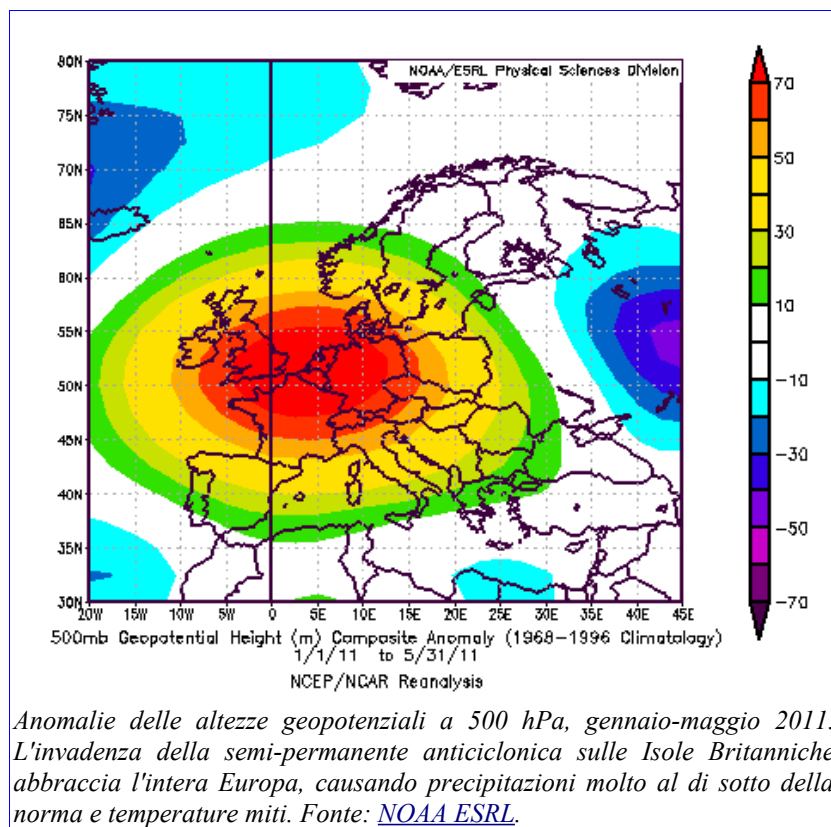 NOAA/ESRL Physical Sciences Division
80N
75N
70N
65N
60N
55N
50N
45N
40N
35N
30N
20W 15W 10W 5W 0 5E 10E 15E 20E 25E 30E 35E 40E 45E
70
50
30
10
-10
-30
-50
-70
500mb Geopotential Height (m) Composite Anomaly (1968-1996 Climatology)
1/1/11 to 5/31/11
NCEP/NCAR Reanalysis
Anomalie delle altezze geopotenziali a 500 hPa, gennaio-maggio 2011.
L'invadenza della semi-permanente anticiclonica sulle Isole Britanniche
abbraccia l'intera Europa, causando precipitazioni molto al di sotto della
norma e temperature miti. Fonte: NOAA ESRL.